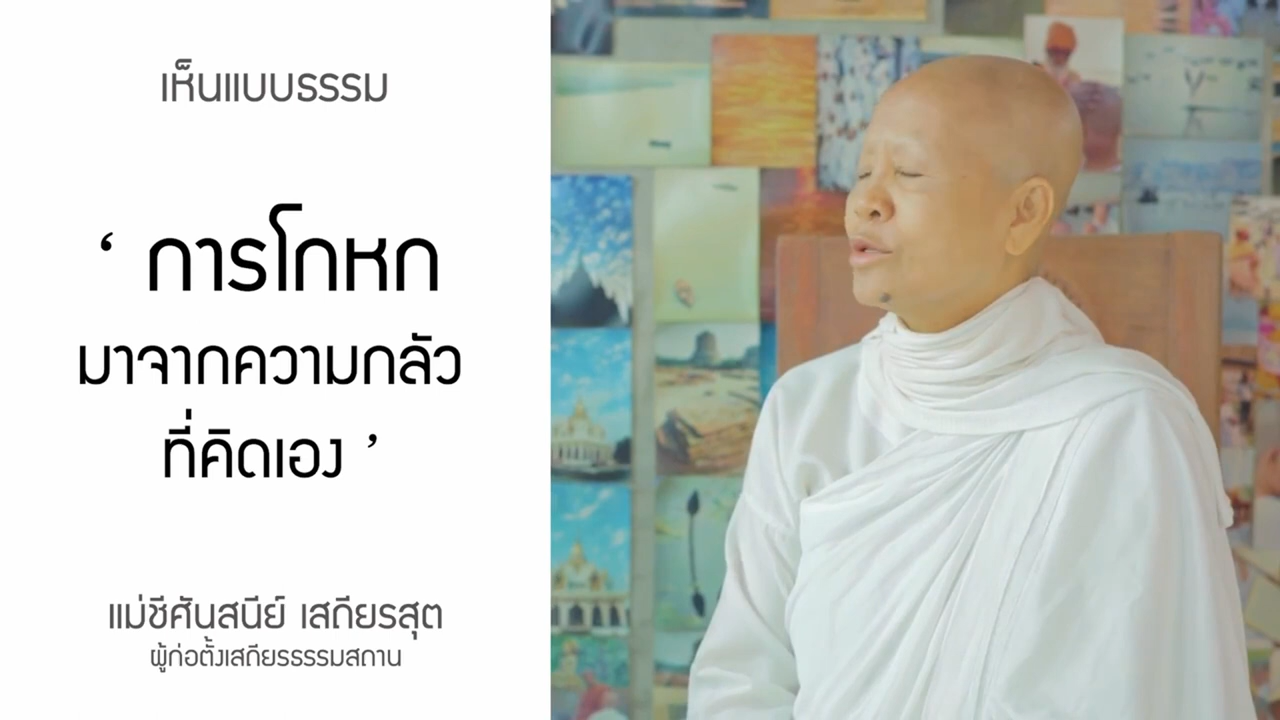 เห็นแบบธรรม
‘ การโกหก
มาจากความกลัว
ที่คิดเอง ’
แม่ชีศันสนีย์ เสถียรสุต
ผู้ก่อตั้งเสถียรธรรมสถาน